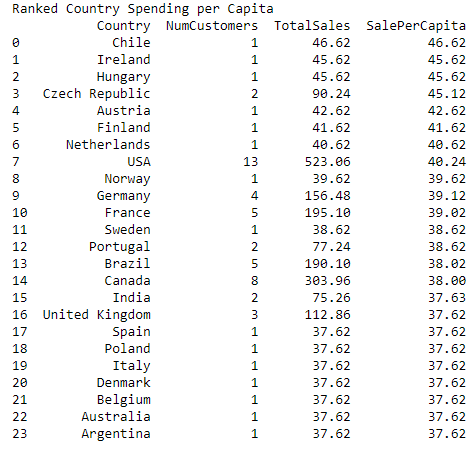 Ranked Country Spending per Capita
Country NumCustomers TotalSales SalePerCapita
0 Chile 1 46.62 46.62
1 Ireland 1 45.62 45.62
2 Hungary 1 45.62 45.62
3 Czech Republic 2 90.24 45.12
4 Austria 1 42.62 42.62
5 Finland 1 41.62 41.62
6 Netherlands 1 40.62 40.62
7 USA 13 523.06 40.24
8 Norway 1 39.62 39.62
9 Germany 4 156.48 39.12
10 France 5 195.10 39.02
11 Sweden 1 38.62 38.62
12 Portugal 2 77.24 38.62
13 Brazil 5 190.10 38.02
14 Canada 8 303.96 38.00
15 India 2 75.26 37.63
16 United Kingdom 3 112.86 37.62
17 Spain 1 37.62 37.62
18 Poland 1 37.62 37.62
19 Italy 1 37.62 37.62
20 Denmark 1 37.62 37.62
21 Belgium 1 37.62 37.62
22 Australia 1 37.62 37.62
23 Argentina 1 37.62 37.62